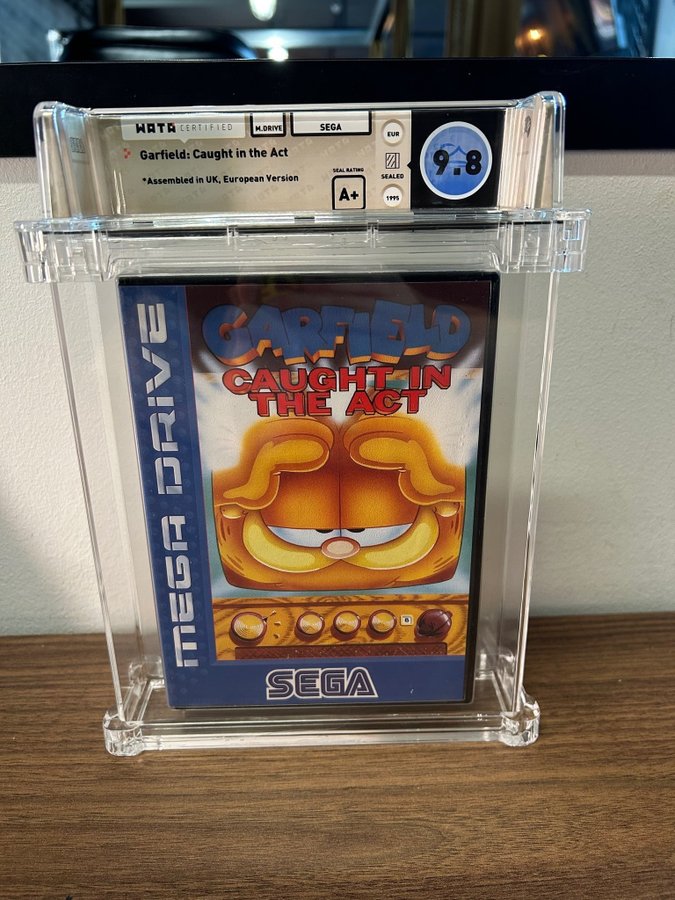 WATA CERTIFIED
M.DRIVE
SEGA
Garfield: Caught in the Act
*Assembled in UK, European Version
SEAL RATING
A+
EUR
SEALED
1995
9.8
MEGA DRIVE
GARFIELD
CAUGHT IN
THE ACT
SEGA